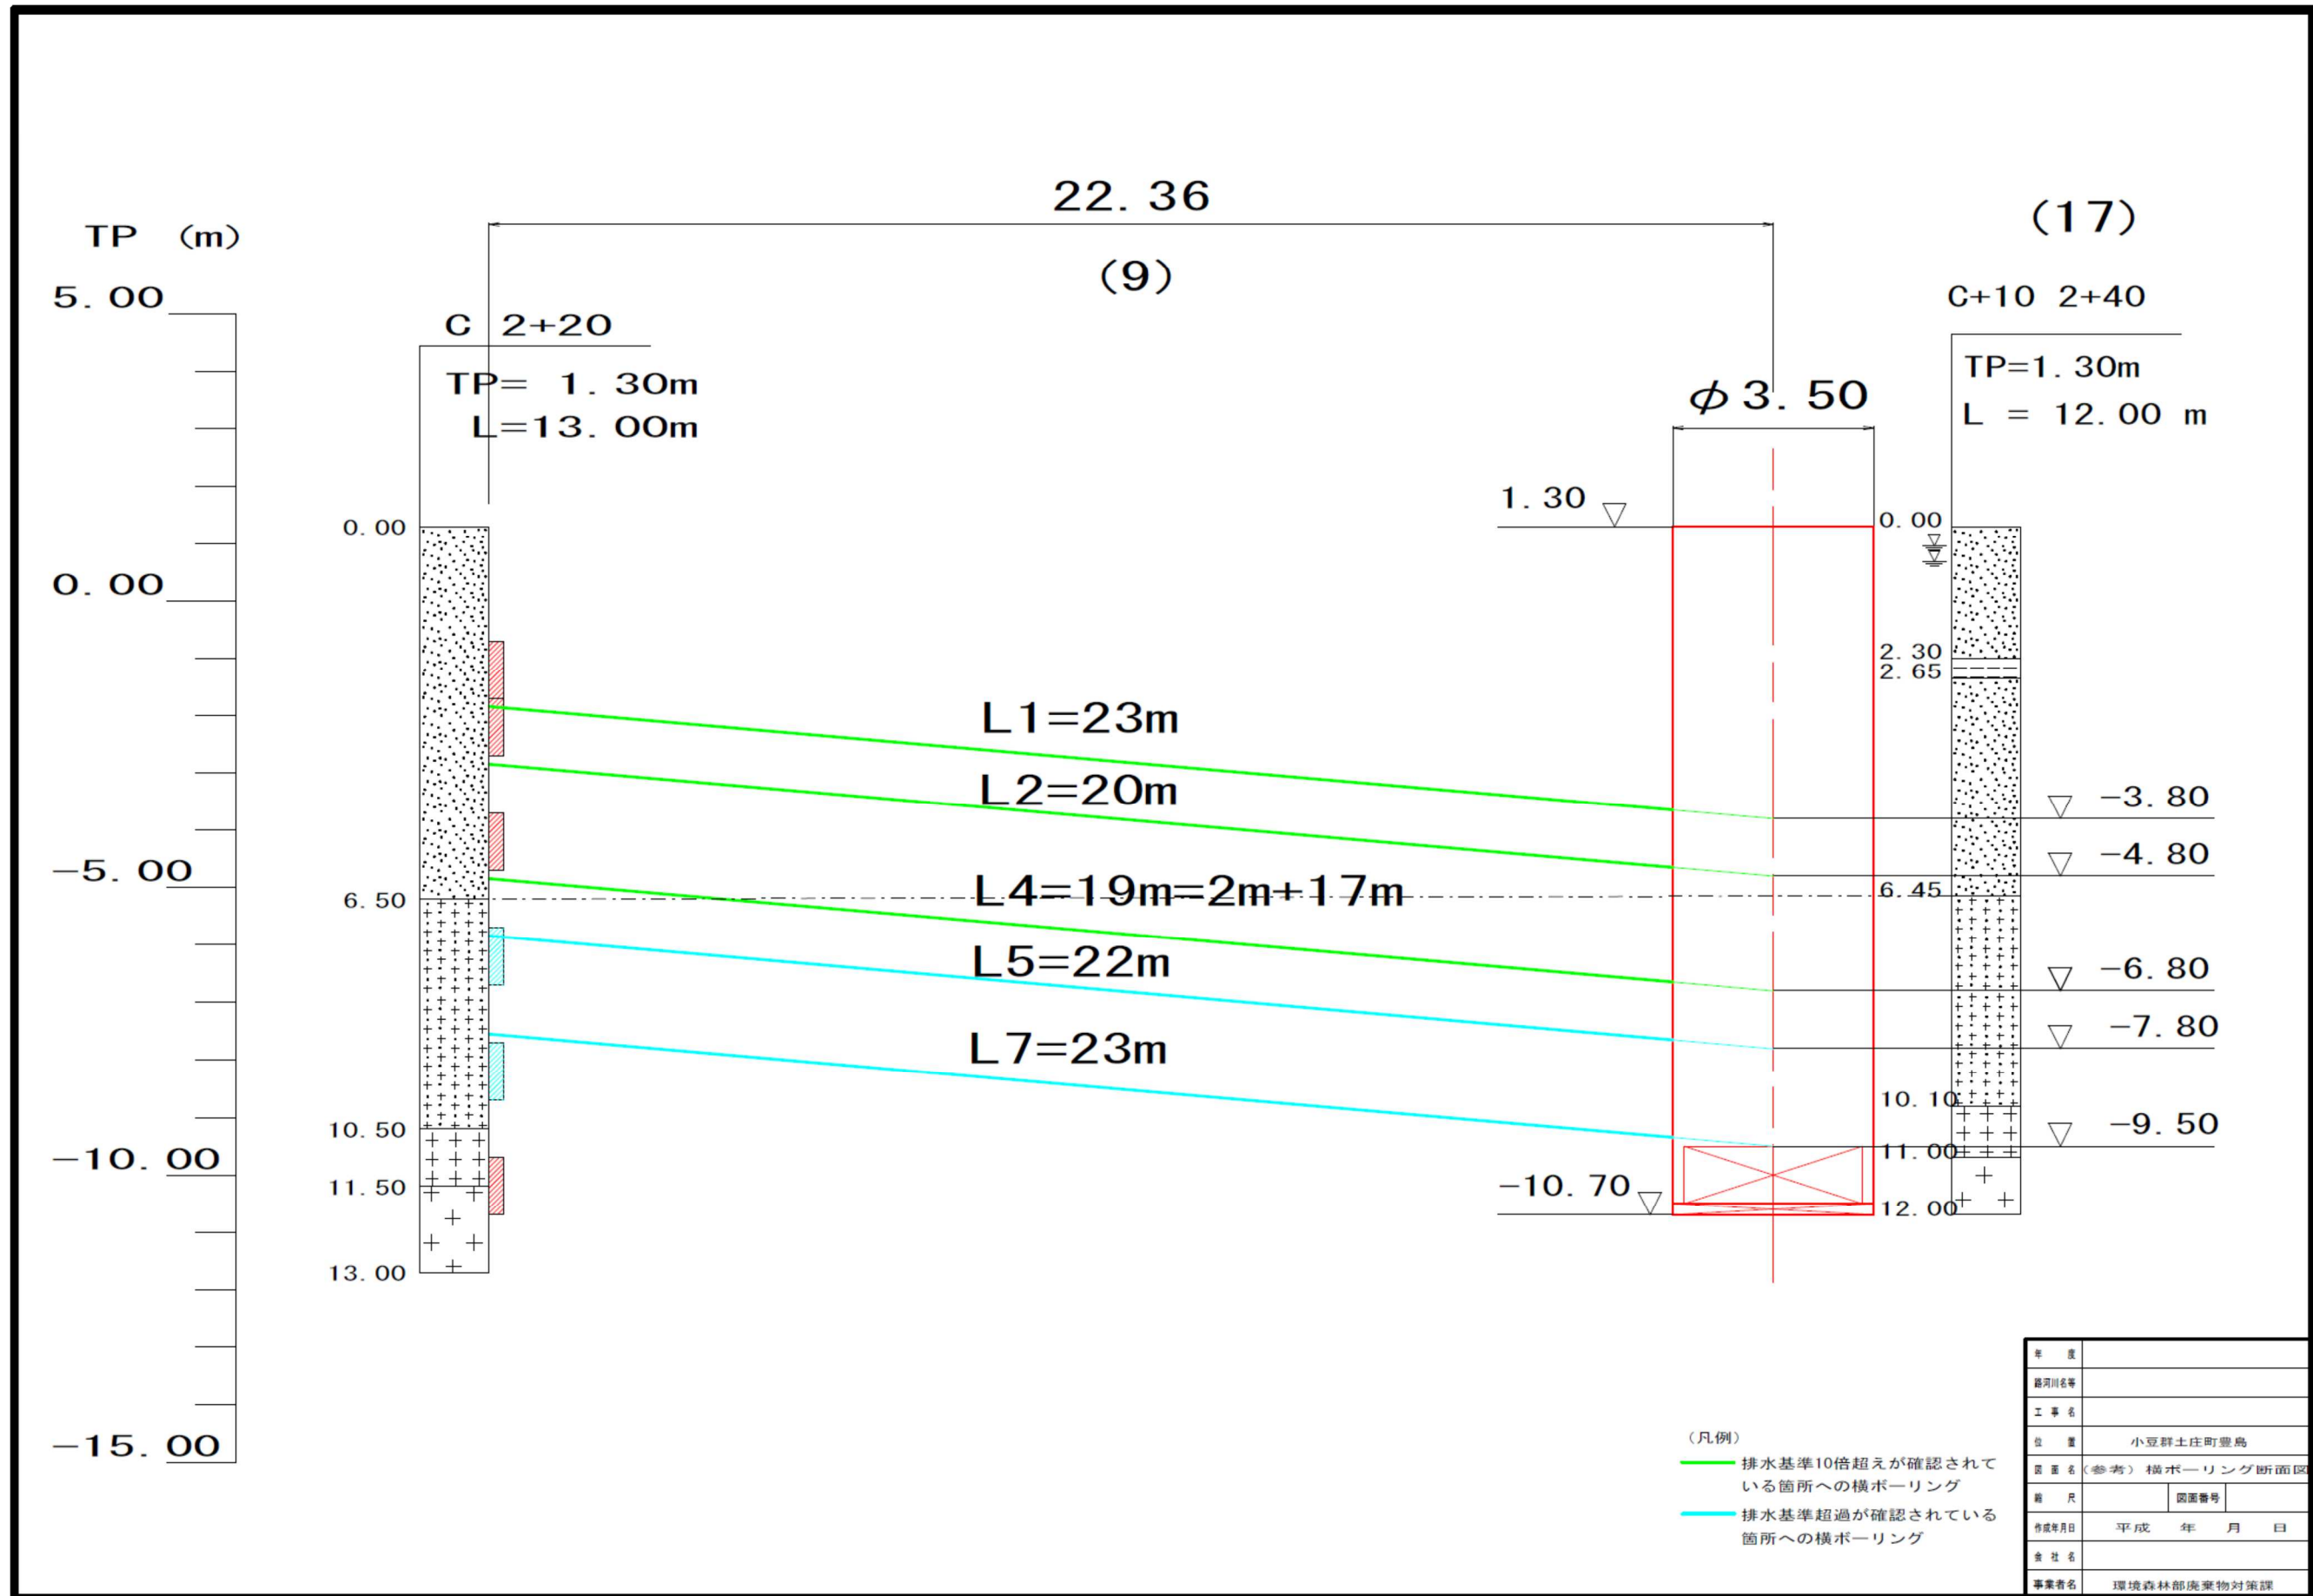 22.36
(9)
(17)
TP (m)
5.00
0.00
-5.00
-10.00
-15.00
C 2+20
TP= 1.30m
L=13.00m
0.00
6.50
10.50
11.50
13.00
L1=23m
L2=20m
L4=19m=2m+17m
L5=22m
L7=23m
φ3.50
1.30
-10.70
C+10 2+40
TP=1.30m
L = 12.00 m
0.00
2.30
2.65
6.45
10.10
11.00
12.00
-3.80
-4.80
-6.80
-7.80
-9.50
(凡例)
排水基準10倍超えが確認されて
いる箇所への横ボーリング
排水基準超過が確認されている
箇所への横ボーリング
年 度
路河川名等
工 事 名
位 置 小豆群土庄町豊島
図 面 名 (参考) 横ボーリング断面図
縮 尺 図面番号
作成年月日 平成 年 月 日
会 社 名
事業者名 環境森林部廃棄物対策課